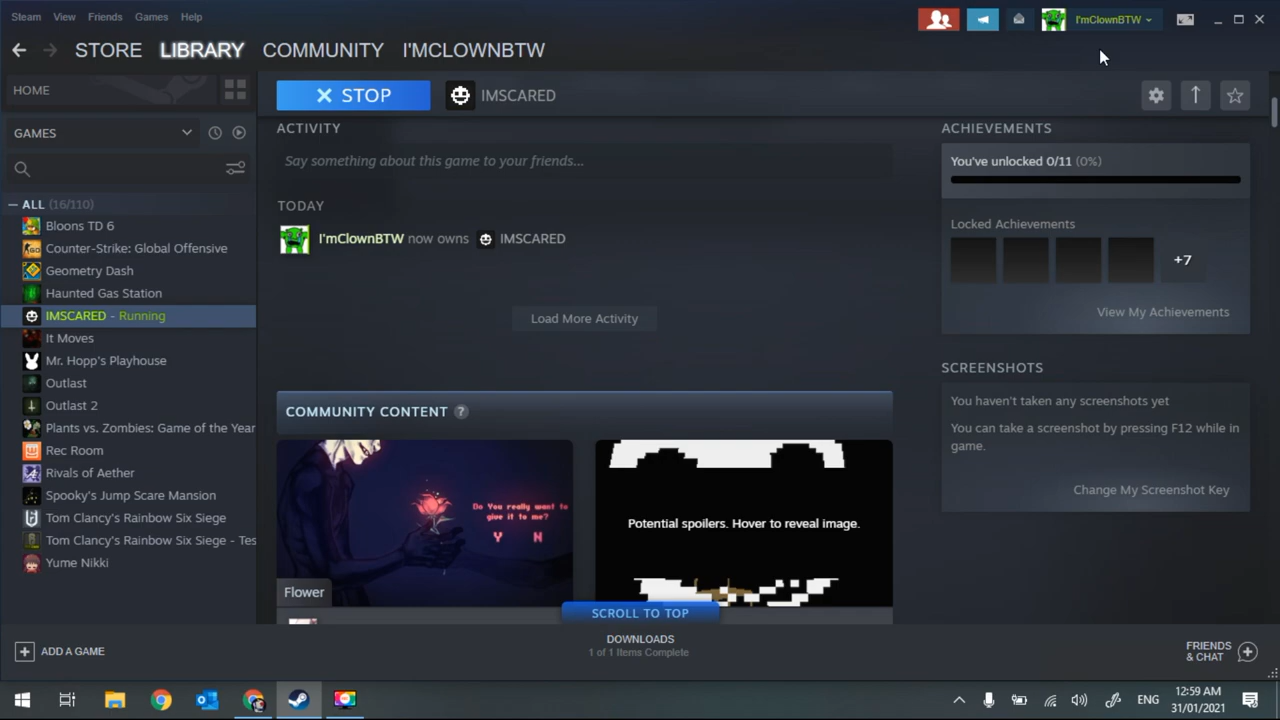 Steam View Friends Games Help
I'mClownBTW
STORE LIBRARY COMMUNITY I'MCLOWNBTW
HOME
STOP
IMSCARED
GAMES
ALL (16/110)
Bloons TD 6
Counter-Strike: Global Offensive
Geometry Dash
Haunted Gas Station
IMSCARED - Running
It Moves
Mr. Hopp's Playhouse
Outlast
Outlast 2
Plants vs. Zombies: Game of the Year
Rec Room
Rivals of Aether
Spooky's Jump Scare Mansion
Tom Clancy's Rainbow Six Siege
Tom Clancy's Rainbow Six Siege - Tes
Yume Nikki
ACTIVITY
Say something about this game to your friends...
TODAY
I'mClownBTW now owns IMSCARED
Load More Activity
COMMUNITY CONTENT ?
Do You really want to
give it to me?
Y N
Flower
Potential spoilers. Hover to reveal image.
SCROLL TO TOP
ACHIEVEMENTS
You've unlocked 0/11 (0%)
Locked Achievements
+7
View My Achievements
SCREENSHOTS
You haven't taken any screenshots yet
You can take a screenshot by pressing F12 while in
game.
Change My Screenshot Key
ADD A GAME
DOWNLOADS
1 of 1 Items Complete
FRIENDS
& CHAT
ENG
12:59 AM
31/01/2021